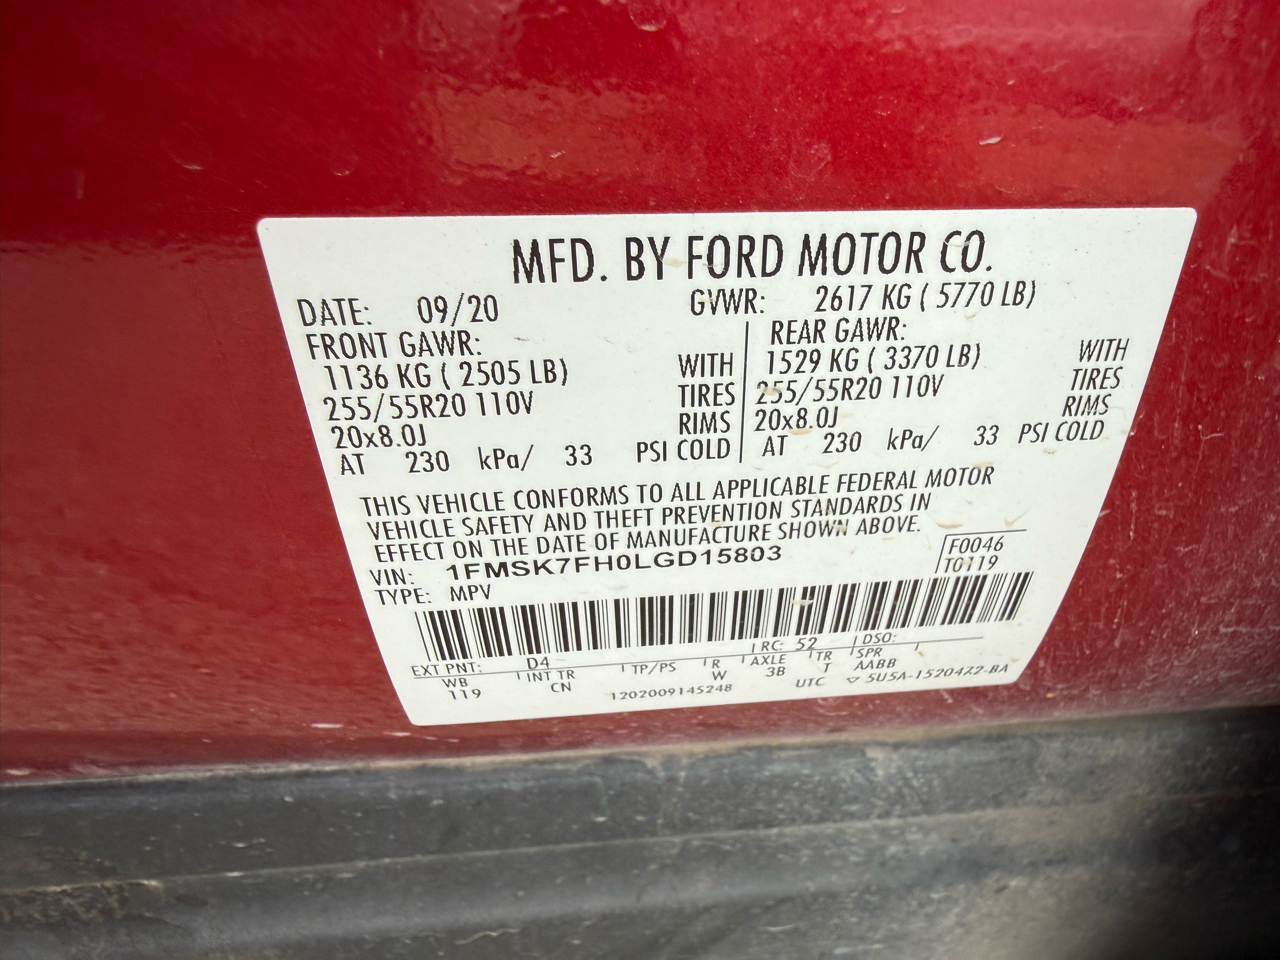 MFD. BY FORD MOTOR CO.
DATE: 09/20 GVWR: 2617 KG ( 5770 LB)
FRONT GAWR: REAR GAWR:
1136 KG ( 2505 LB) WITH 1529 KG ( 3370 LB) WITH
255/55R20 110V TIRES 255/55R20 110V TIRES
20x8.0J RIMS 20x8.0J RIMS
AT 230 kPa/ 33 PSI COLD AT 230 kPa/ 33 PSI COLD
THIS VEHICLE CONFORMS TO ALL APPLICABLE FEDERAL MOTOR
VEHICLE SAFETY AND THEFT PREVENTION STANDARDS IN
EFFECT ON THE DATE OF MANUFACTURE SHOWN ABOVE.
VIN: 1FMSK7FH0LGD15803 F0046
TYPE: MPV T0119
EXT PNT: D4 RC: 52 DSO:
WB INT TR TP/PS R AXLE TR SPR
119 CN W 3B T AABB
1202009145248 UTC ▽ 5U5A-1520472-BA